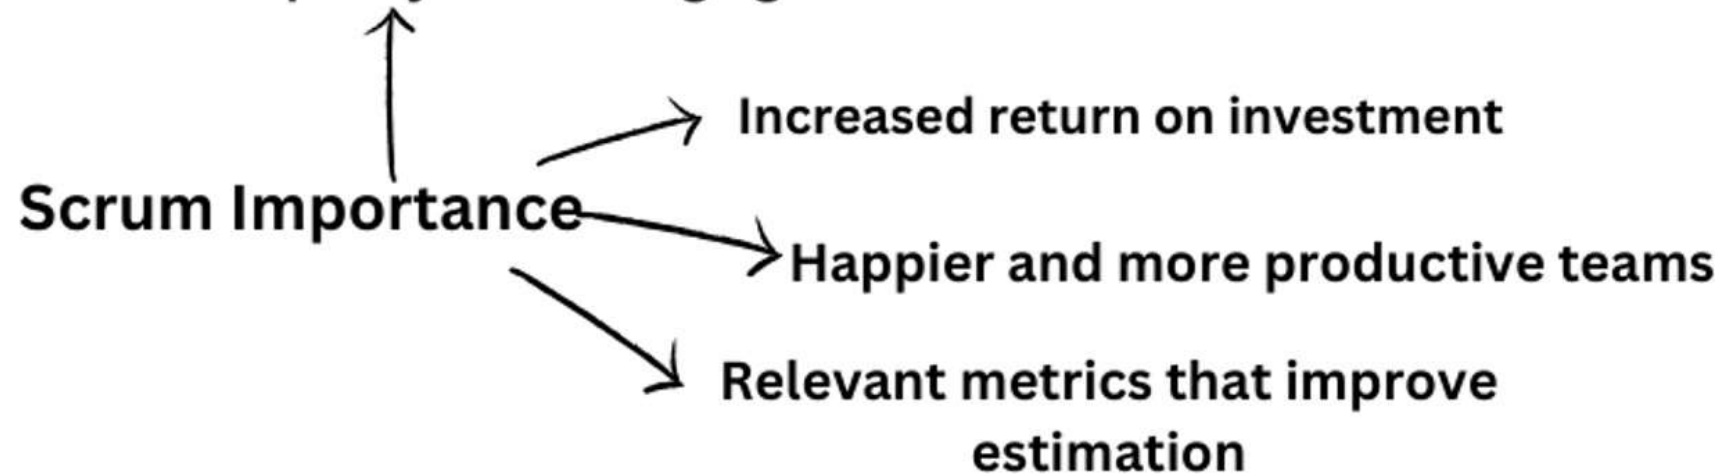 Increased return on investment
Scrum Importance
Happier and more productive teams
Relevant metrics that improve
estimation